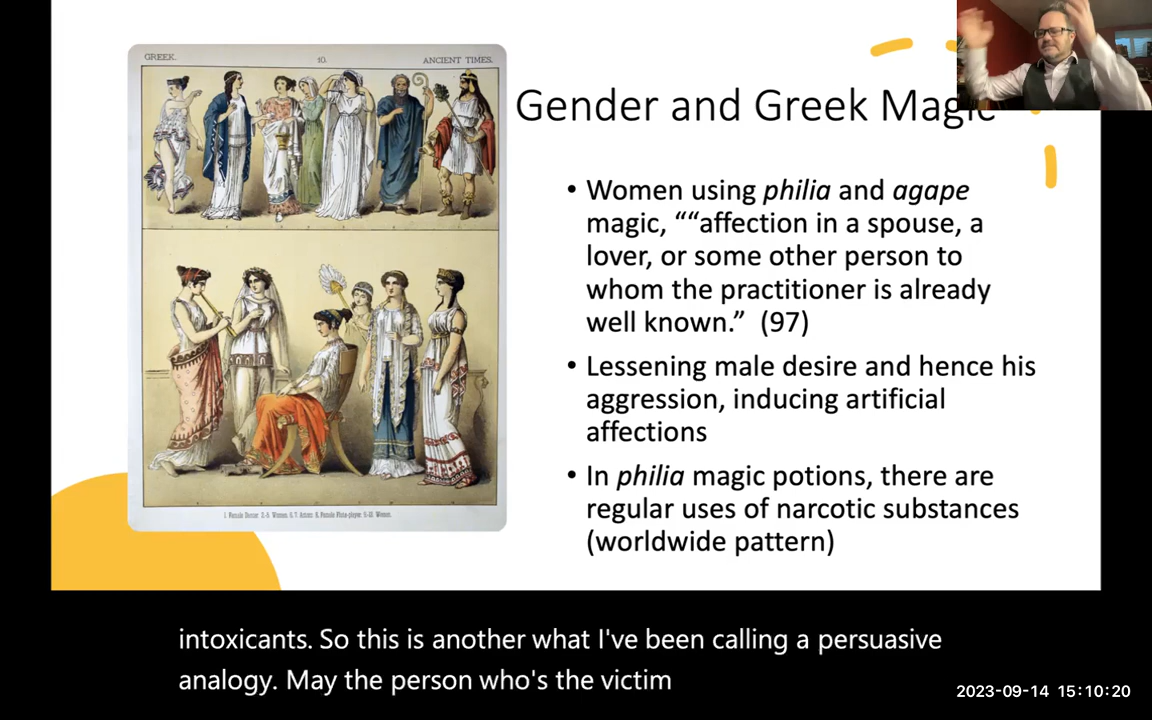 GREEK. 10. ANCIENT TIMES.
Gender and Greek Magic
• Women using philia and agape
magic, ““affection in a spouse, a
lover, or some other person to
whom the practitioner is already
well known.” (97)
• Lessening male desire and hence his
aggression, inducing artificial
affections
• In philia magic potions, there are
regular uses of narcotic substances
(worldwide pattern)
intoxicants. So this is another what I've been calling a persuasive
analogy. May the person who's the victim
2023-09-14 15:10:20